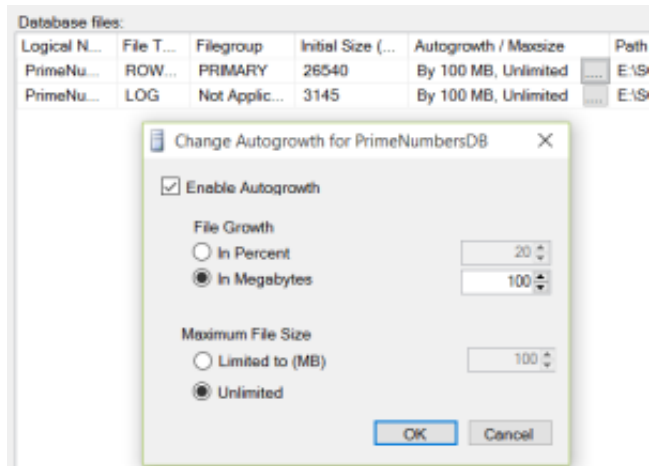 Database files:
Logical N... File T... Filegroup Initial Size (... Autogrowth / Maxsize Path
PrimeNu... ROW... PRIMARY 26540 By 100 MB, Unlimited ... E:\S
PrimeNu... LOG Not Applic... 3145 By 100 MB, Unlimited ... E:\S
Change Autogrowth for PrimeNumbersDB
Enable Autogrowth
File Growth
In Percent 20
In Megabytes 100
Maximum File Size
Limited to (MB) 100
Unlimited
OK Cancel